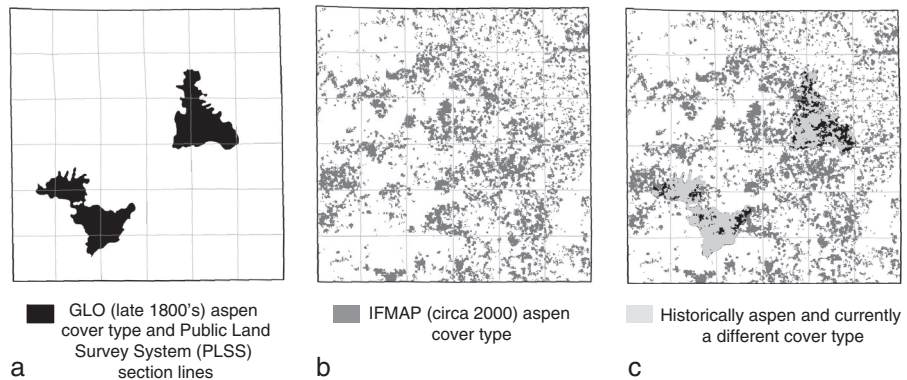 GLO (late 1800's) aspen
cover type and Public Land
Survey System (PLSS)
section lines
a
IFMAP (circa 2000) aspen
cover type
b
Historically aspen and currently
a different cover type
c